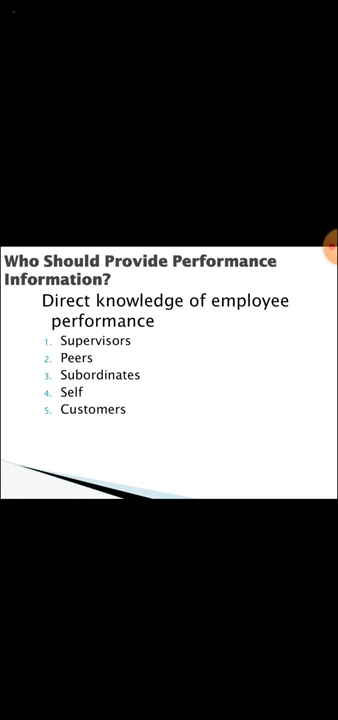 Who Should Provide Performance
Information?
Direct knowledge of employee
performance
1. Supervisors
2. Peers
3. Subordinates
4. Self
5. Customers